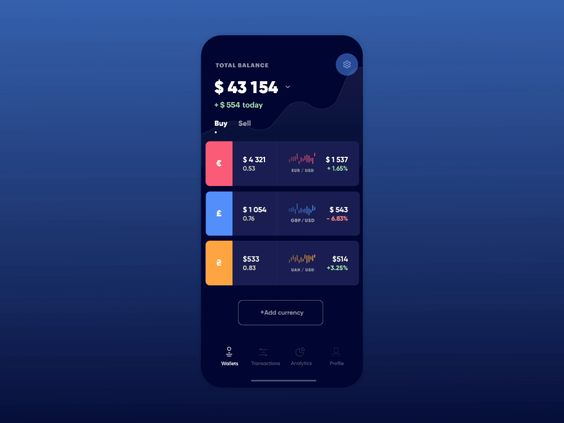 TOTAL BALANCE
$ 43 154
+ $ 554 today
Buy Sell
€ $ 4 321 $ 1 537
0.53 EUR / USD + 1.65%
£ $ 1 054 $ 543
0.76 GBP / USD - 6.83%
₴ $533 $514
0.83 UAH / USD +3.25%
+Add currency
Wallets Transactions Analytics Profile